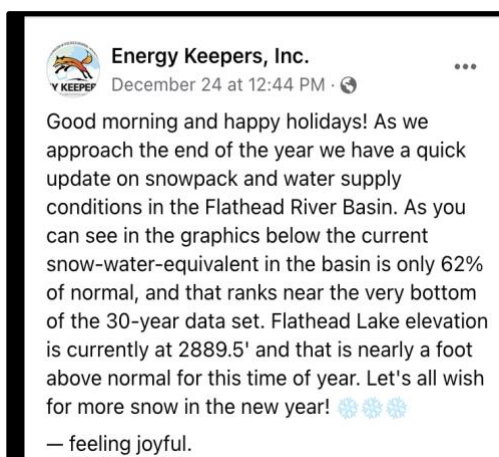 Energy Keepers, Inc.
Y KEEPER
December 24 at 12:44 PM ·
Good morning and happy holidays! As we
approach the end of the year we have a quick
update on snowpack and water supply
conditions in the Flathead River Basin. As you
can see in the graphics below the current
snow-water-equivalent in the basin is only 62%
of normal, and that ranks near the very bottom
of the 30-year data set. Flathead Lake elevation
is currently at 2889.5' and that is nearly a foot
above normal for this time of year. Let's all wish
for more snow in the new year! ❄️❄️❄️
— feeling joyful.